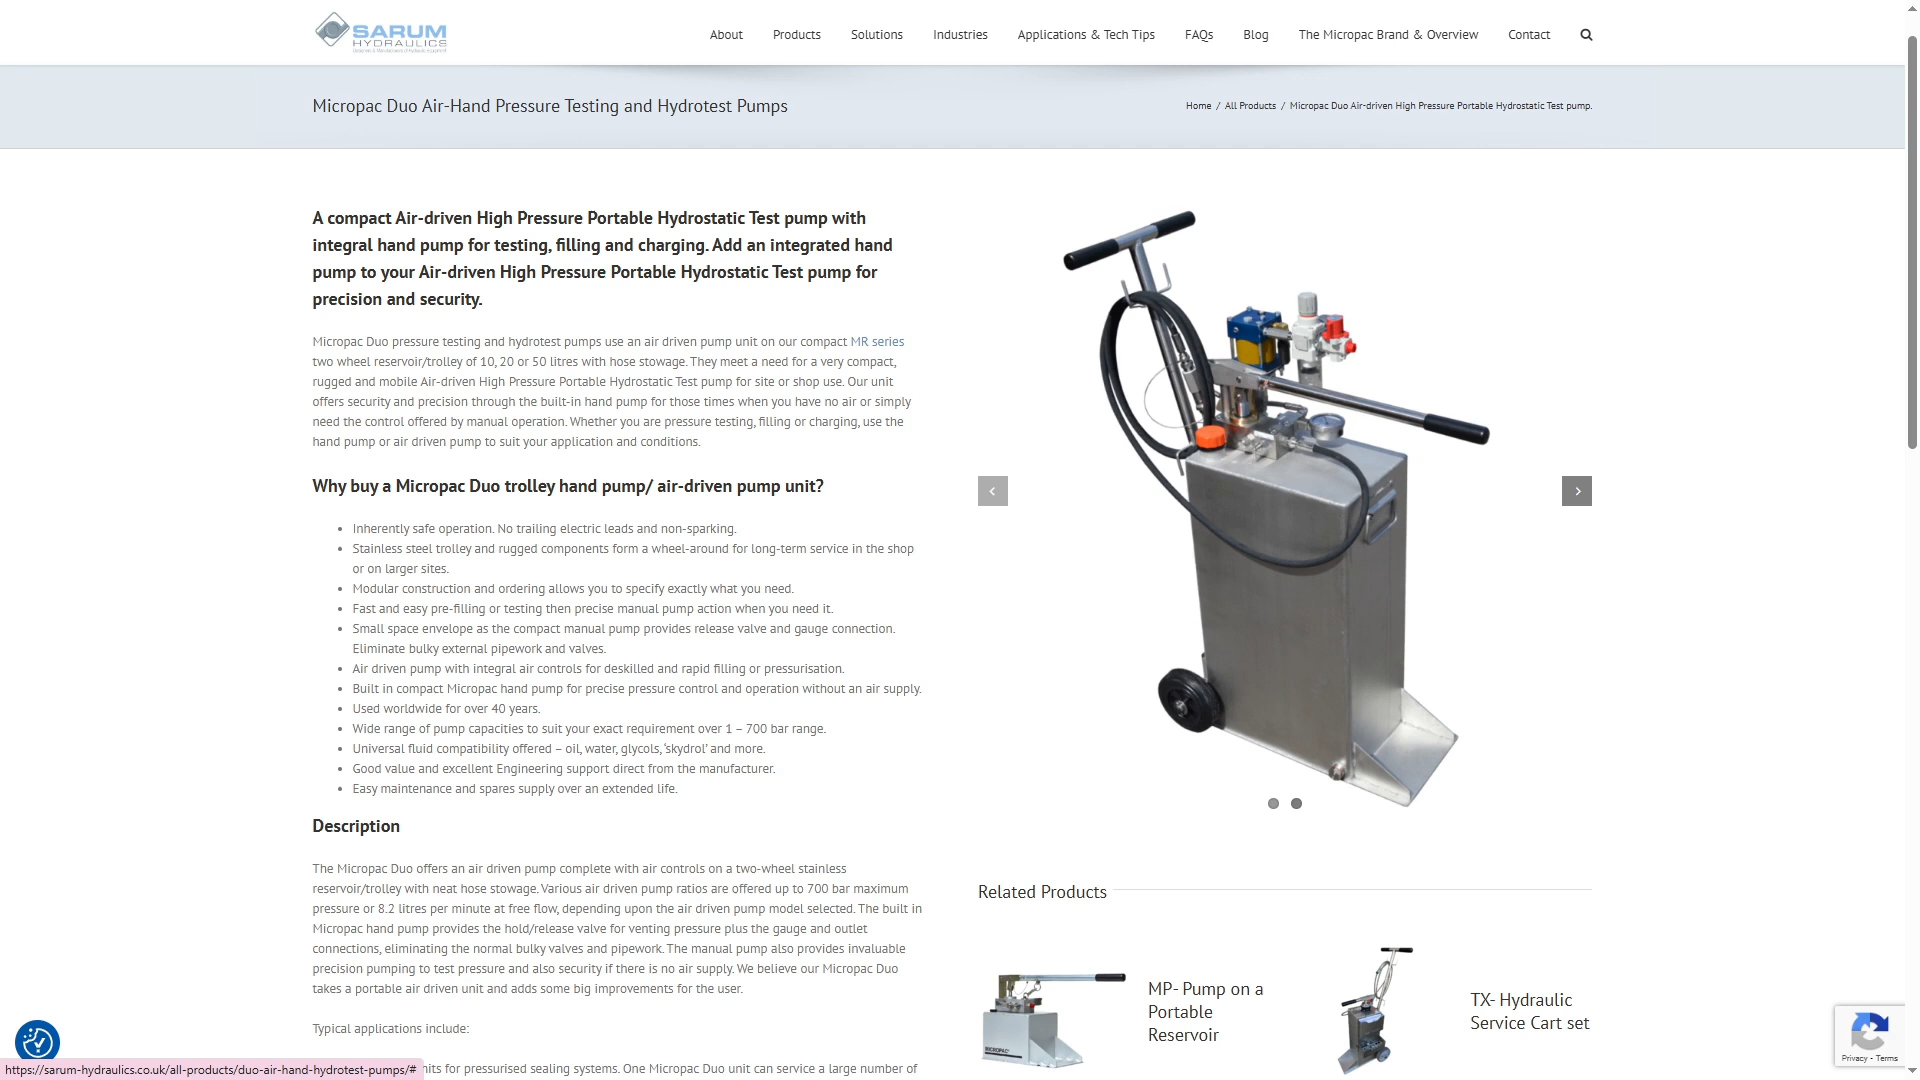 SARUM
HYDRAULICS
About
Products
Solutions
Industries
Applications & Tech Tips
FAQs
Blog
The Micropac Brand & Overview
Contact
Micropac Duo Air-Hand Pressure Testing and Hydrotest Pumps
Home / All Products / Micropac Duo Air-driven High Pressure Portable Hydrostatic Test pump.
A compact Air-driven High Pressure Portable Hydrostatic Test pump with
integral hand pump for testing, filling and charging. Add an integrated hand
pump to your Air-driven High Pressure Portable Hydrostatic Test pump for
precision and security.
Micropac Duo pressure testing and hydrotest pumps use an air driven pump unit on our compact MR series
two wheel reservoir/trolley of 10, 20 or 50 litres with hose stowage. They meet a need for a very compact,
rugged and mobile Air-driven High Pressure Portable Hydrostatic Test pump for site or shop use. Our unit
offers security and precision through the built-in hand pump for those times when you have no air or simply
need the control offered by manual operation. Whether you are pressure testing, filling or charging, use the
hand pump or air driven pump to suit your application and conditions.
Why buy a Micropac Duo trolley hand pump/ air-driven pump unit?
• Inherently safe operation. No trailing electric leads and non-sparking.
• Stainless steel trolley and rugged components form a wheel-around for long-term service in the shop
or on larger sites.
• Modular construction and ordering allows you to specify exactly what you need.
• Fast and easy pre-filling or testing then precise manual pump action when you need it.
• Small space envelope as the compact manual pump provides release valve and gauge connection.
Eliminate bulky external pipework and valves.
• Air driven pump with integral air controls for deskilled and rapid filling or pressurisation.
• Built in compact Micropac hand pump for precise pressure control and operation without an air supply.
• Used worldwide for over 40 years.
• Wide range of pump capacities to suit your exact requirement over 1 – 700 bar range.
• Universal fluid compatibility offered – oil, water, glycols, ‘skydrol’ and more.
• Good value and excellent Engineering support direct from the manufacturer.
• Easy maintenance and spares supply over an extended life.
Description
The Micropac Duo offers an air driven pump complete with air controls on a two-wheel stainless
reservoir/trolley with neat hose stowage. Various air driven pump ratios are offered up to 700 bar maximum
pressure or 8.2 litres per minute at free flow, depending upon the air driven pump model selected. The built in
Micropac hand pump provides the hold/release valve for venting pressure plus the gauge and outlet
connections, eliminating the normal bulky valves and pipework. The manual pump also provides invaluable
precision pumping to test pressure and also security if there is no air supply. We believe our Micropac Duo
takes a portable air driven unit and adds some big improvements for the user.
Typical applications include:
nits for pressurised sealing systems. One Micropac Duo unit can service a large number of
Related Products
MICROPAC
MP- Pump on a
Portable
Reservoir
TX- Hydraulic
Service Cart set
Privacy - Terms
https://sarum-hydraulics.co.uk/all-products/duo-air-hand-hydrotest-pumps/#